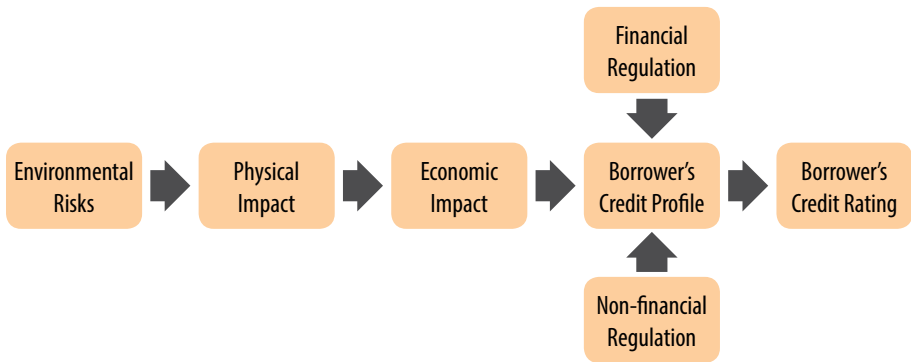 Financial
Regulation
Environmental
Risks
Physical
Impact
Economic
Impact
Borrower's
Credit Profile
Borrower's
Credit Rating
Non-financial
Regulation